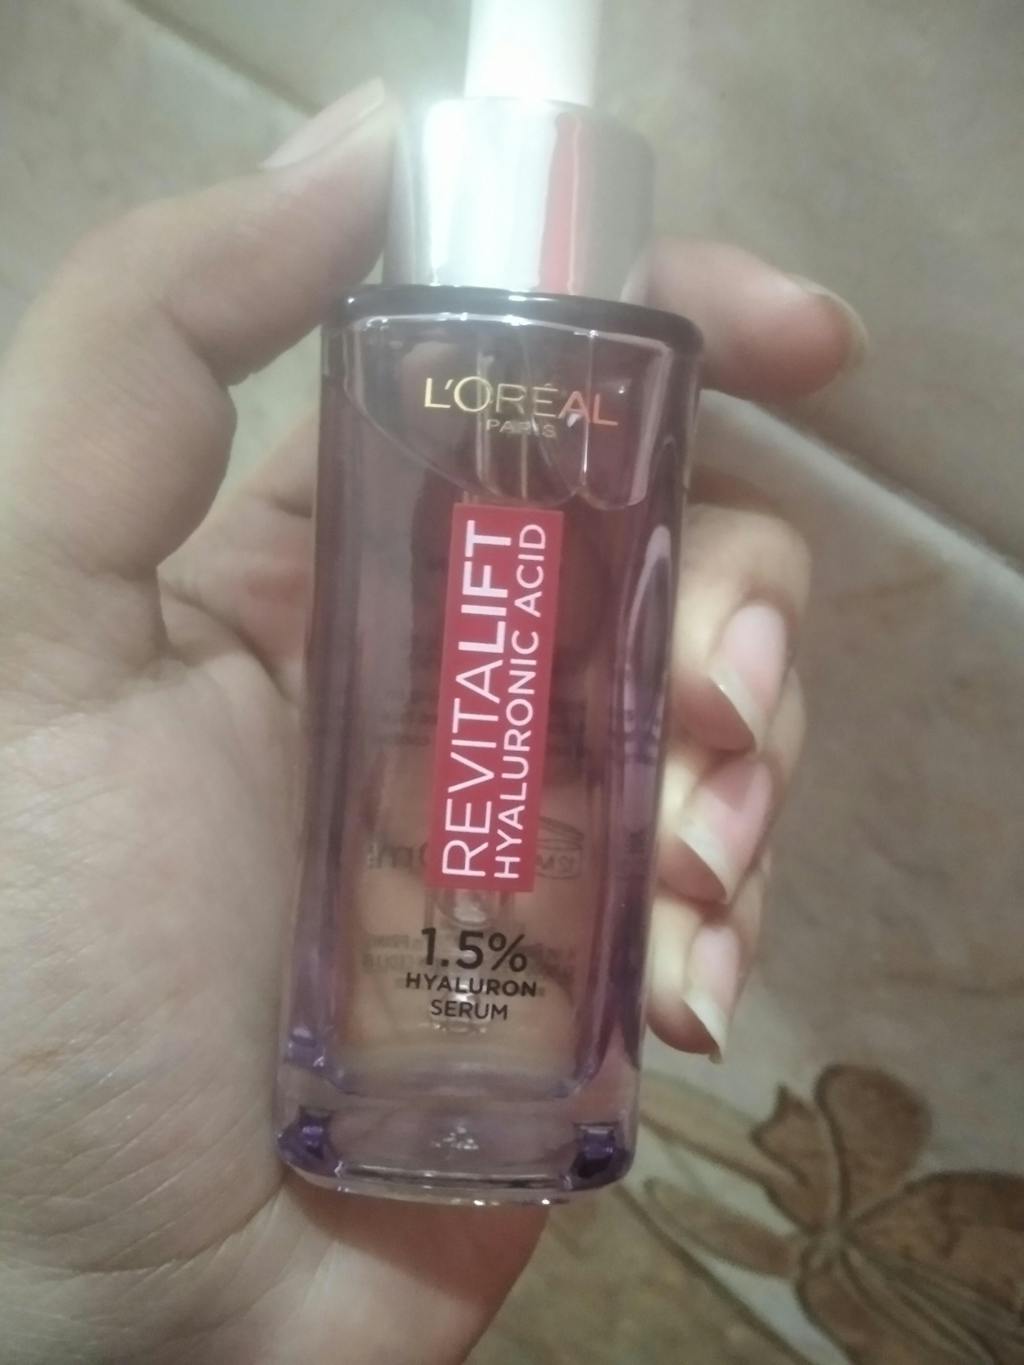 L'ORÉAL
PARIS
REVITALIFT
HYALURONIC ACID
1.5%
HYALURON
SERUM